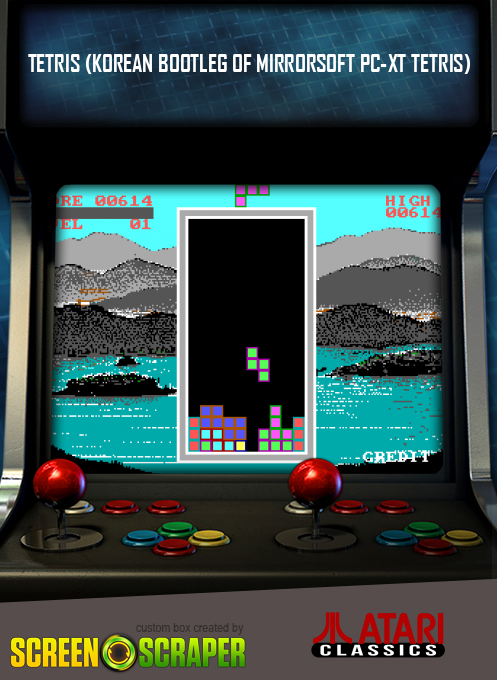 TETRIS (KOREAN BOOTLEG OF MIRRORSOFT PC-XT TETRIS)
ORE 00614
HIGH
00614
EL 01
CREDIT
custom box created by
SCREEN SCRAPER
ATARI
CLASSICS